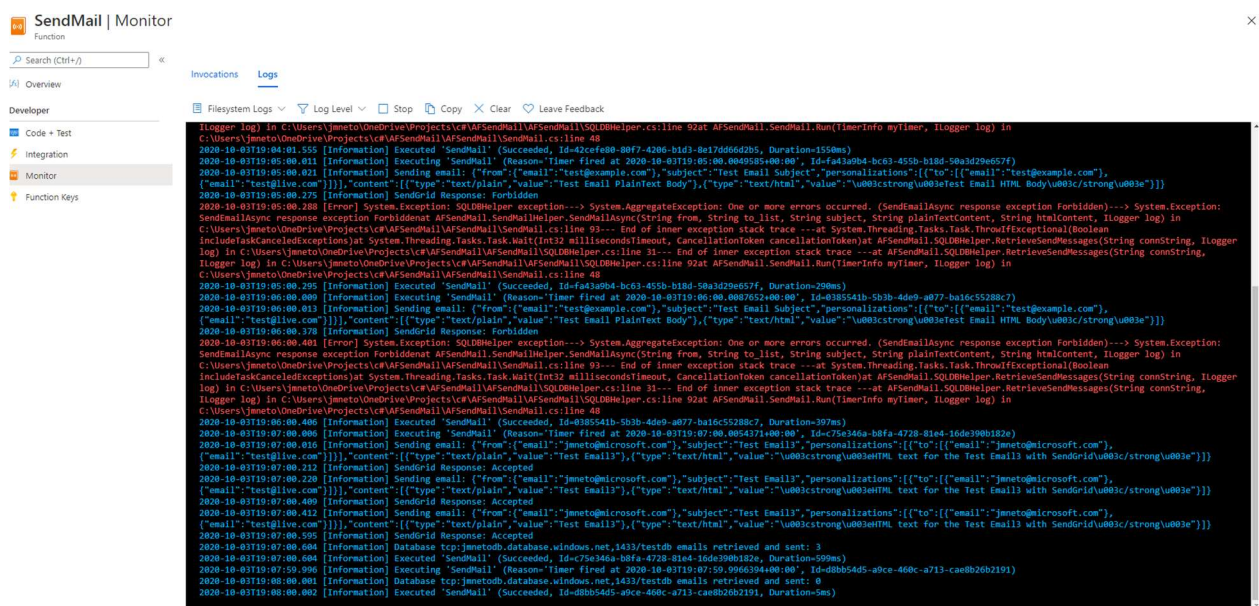 SendMail | Monitor
Function
Search (Ctrl+/)
«
Overview
Developer
Code + Test
Integration
Monitor
Function Keys
Invocations Logs
Filesystem Logs Log Level Stop Copy Clear Leave Feedback
ILogger log) in C:\Users\jmneto\OneDrive\Projects\c#\AFSendMail\AFSendMail\SQLDBHelper.cs:line 92at AFSendMail.SendMail.Run(TimerInfo myTimer, ILogger log) in
C:\Users\jmneto\OneDrive\Projects\c#\AFSendMail\AFSendMail\SendMail.cs:line 48
2020-10-03T19:04:01.555 [Information] Executed 'SendMail' (Succeeded, Id=42cefe80-80f7-4206-b1d3-8e17dd66d2b5, Duration=1550ms)
2020-10-03T19:05:00.011 [Information] Executing 'SendMail' (Reason='Timer fired at 2020-10-03T19:05:00.0049585+00:00', Id=fa43a9b4-bc63-455b-b18d-50a3d29e657f)
2020-10-03T19:05:00.021 [Information] Sending email: {"from":{"email":"test@example.com"},"subject":"Test Email Subject","personalizations":[{"to":[{"email":"test@example.com"},
{"email":"test@live.com"}]}],"content":[{"type":"text/plain","value":"Test Email PlainText Body"},{"type":"text/html","value":"\u003cstrong\u003eTest Email HTML Body\u003c/strong\u003e"}]}
2020-10-03T19:05:00.275 [Information] SendGrid Response: Forbidden
2020-10-03T19:05:00.288 [Error] System.Exception: SQLDBHelper exception---> System.AggregateException: One or more errors occurred. (SendEmailAsync response exception Forbidden)---> System.Exception:
SendEmailAsync response exception Forbiddenat AFSendMail.SendMailHelper.SendMailAsync(String from, String to_list, String subject, String plainTextContent, String htmlContent, ILogger log) in
C:\Users\jmneto\OneDrive\Projects\c#\AFSendMail\AFSendMail\SendMail.cs:line 93--- End of inner exception stack trace ---at System.Threading.Tasks.Task.ThrowIfExceptional(Boolean
includeTaskCanceledExceptions)at System.Threading.Tasks.Task.Wait(Int32 millisecondsTimeout, CancellationToken cancellationToken)at AFSendMail.SQLDBHelper.RetrieveSendMessages(String connString, ILogger
log) in C:\Users\jmneto\OneDrive\Projects\c#\AFSendMail\AFSendMail\SQLDBHelper.cs:line 31--- End of inner exception stack trace ---at AFSendMail.SQLDBHelper.RetrieveSendMessages(String connString,
ILogger log) in C:\Users\jmneto\OneDrive\Projects\c#\AFSendMail\AFSendMail\SQLDBHelper.cs:line 92at AFSendMail.SendMail.Run(TimerInfo myTimer, ILogger log) in
C:\Users\jmneto\OneDrive\Projects\c#\AFSendMail\AFSendMail\SendMail.cs:line 48
2020-10-03T19:05:00.295 [Information] Executed 'SendMail' (Succeeded, Id=fa43a9b4-bc63-455b-b18d-50a3d29e657f, Duration=290ms)
2020-10-03T19:06:00.009 [Information] Executing 'SendMail' (Reason='Timer fired at 2020-10-03T19:06:00.0087652+00:00', Id=0385541b-5b3b-4de9-a077-ba16c55288c7)
2020-10-03T19:06:00.013 [Information] Sending email: {"from":{"email":"test@example.com"},"subject":"Test Email Subject","personalizations":[{"to":[{"email":"test@example.com"},
{"email":"test@live.com"}]}],"content":[{"type":"text/plain","value":"Test Email PlainText Body"},{"type":"text/html","value":"\u003cstrong\u003eTest Email HTML Body\u003c/strong\u003e"}]}
2020-10-03T19:06:00.378 [Information] SendGrid Response: Forbidden
2020-10-03T19:06:00.401 [Error] System.Exception: SQLDBHelper exception---> System.AggregateException: One or more errors occurred. (SendEmailAsync response exception Forbidden)---> System.Exception:
SendEmailAsync response exception Forbiddenat AFSendMail.SendMailHelper.SendMailAsync(String from, String to_list, String subject, String plainTextContent, String htmlContent, ILogger log) in
C:\Users\jmneto\OneDrive\Projects\c#\AFSendMail\AFSendMail\SendMail.cs:line 93--- End of inner exception stack trace ---at System.Threading.Tasks.Task.ThrowIfExceptional(Boolean
includeTaskCanceledExceptions)at System.Threading.Tasks.Task.Wait(Int32 millisecondsTimeout, CancellationToken cancellationToken)at AFSendMail.SQLDBHelper.RetrieveSendMessages(String connString, ILogger
log) in C:\Users\jmneto\OneDrive\Projects\c#\AFSendMail\AFSendMail\SQLDBHelper.cs:line 31--- End of inner exception stack trace ---at AFSendMail.SQLDBHelper.RetrieveSendMessages(String connString,
ILogger log) in C:\Users\jmneto\OneDrive\Projects\c#\AFSendMail\AFSendMail\SQLDBHelper.cs:line 92at AFSendMail.SendMail.Run(TimerInfo myTimer, ILogger log) in
C:\Users\jmneto\OneDrive\Projects\c#\AFSendMail\AFSendMail\SendMail.cs:line 48
2020-10-03T19:06:00.406 [Information] Executed 'SendMail' (Succeeded, Id=0385541b-5b3b-4de9-a077-ba16c55288c7, Duration=397ms)
2020-10-03T19:07:00.006 [Information] Executing 'SendMail' (Reason='Timer fired at 2020-10-03T19:07:00.0054371+00:00', Id=c75e346a-b8fa-4728-81e4-16de390b182e)
2020-10-03T19:07:00.016 [Information] Sending email: {"from":{"email":"jmneto@microsoft.com"},"subject":"Test Email3","personalizations":[{"to":[{"email":"jmneto@microsoft.com"},
{"email":"test@live.com"}]}],"content":[{"type":"text/plain","value":"Test Email3"},{"type":"text/html","value":"\u003cstrong\u003eHTML text for the Test Email3 with SendGrid\u003c/strong\u003e"}]}
2020-10-03T19:07:00.212 [Information] SendGrid Response: Accepted
2020-10-03T19:07:00.220 [Information] Sending email: {"from":{"email":"jmneto@microsoft.com"},"subject":"Test Email3","personalizations":[{"to":[{"email":"jmneto@microsoft.com"},
{"email":"test@live.com"}]}],"content":[{"type":"text/plain","value":"Test Email3"},{"type":"text/html","value":"\u003cstrong\u003eHTML text for the Test Email3 with SendGrid\u003c/strong\u003e"}]}
2020-10-03T19:07:00.409 [Information] SendGrid Response: Accepted
2020-10-03T19:07:00.412 [Information] Sending email: {"from":{"email":"jmneto@microsoft.com"},"subject":"Test Email3","personalizations":[{"to":[{"email":"jmneto@microsoft.com"},
{"email":"test@live.com"}]}],"content":[{"type":"text/plain","value":"Test Email3"},{"type":"text/html","value":"\u003cstrong\u003eHTML text for the Test Email3 with SendGrid\u003c/strong\u003e"}]}
2020-10-03T19:07:00.595 [Information] SendGrid Response: Accepted
2020-10-03T19:07:00.604 [Information] Database tcp:jmnetodb.database.windows.net,1433/testdb emails retrieved and sent: 3
2020-10-03T19:07:00.604 [Information] Executed 'SendMail' (Succeeded, Id=c75e346a-b8fa-4728-81e4-16de390b182e, Duration=599ms)
2020-10-03T19:07:59.996 [Information] Executing 'SendMail' (Reason='Timer fired at 2020-10-03T19:07:59.9966394+00:00', Id=d8bb54d5-a9ce-460c-a713-cae8b26b2191)
2020-10-03T19:08:00.001 [Information] Database tcp:jmnetodb.database.windows.net,1433/testdb emails retrieved and sent: 0
2020-10-03T19:08:00.002 [Information] Executed 'SendMail' (Succeeded, Id=d8bb54d5-a9ce-460c-a713-cae8b26b2191, Duration=5ms)